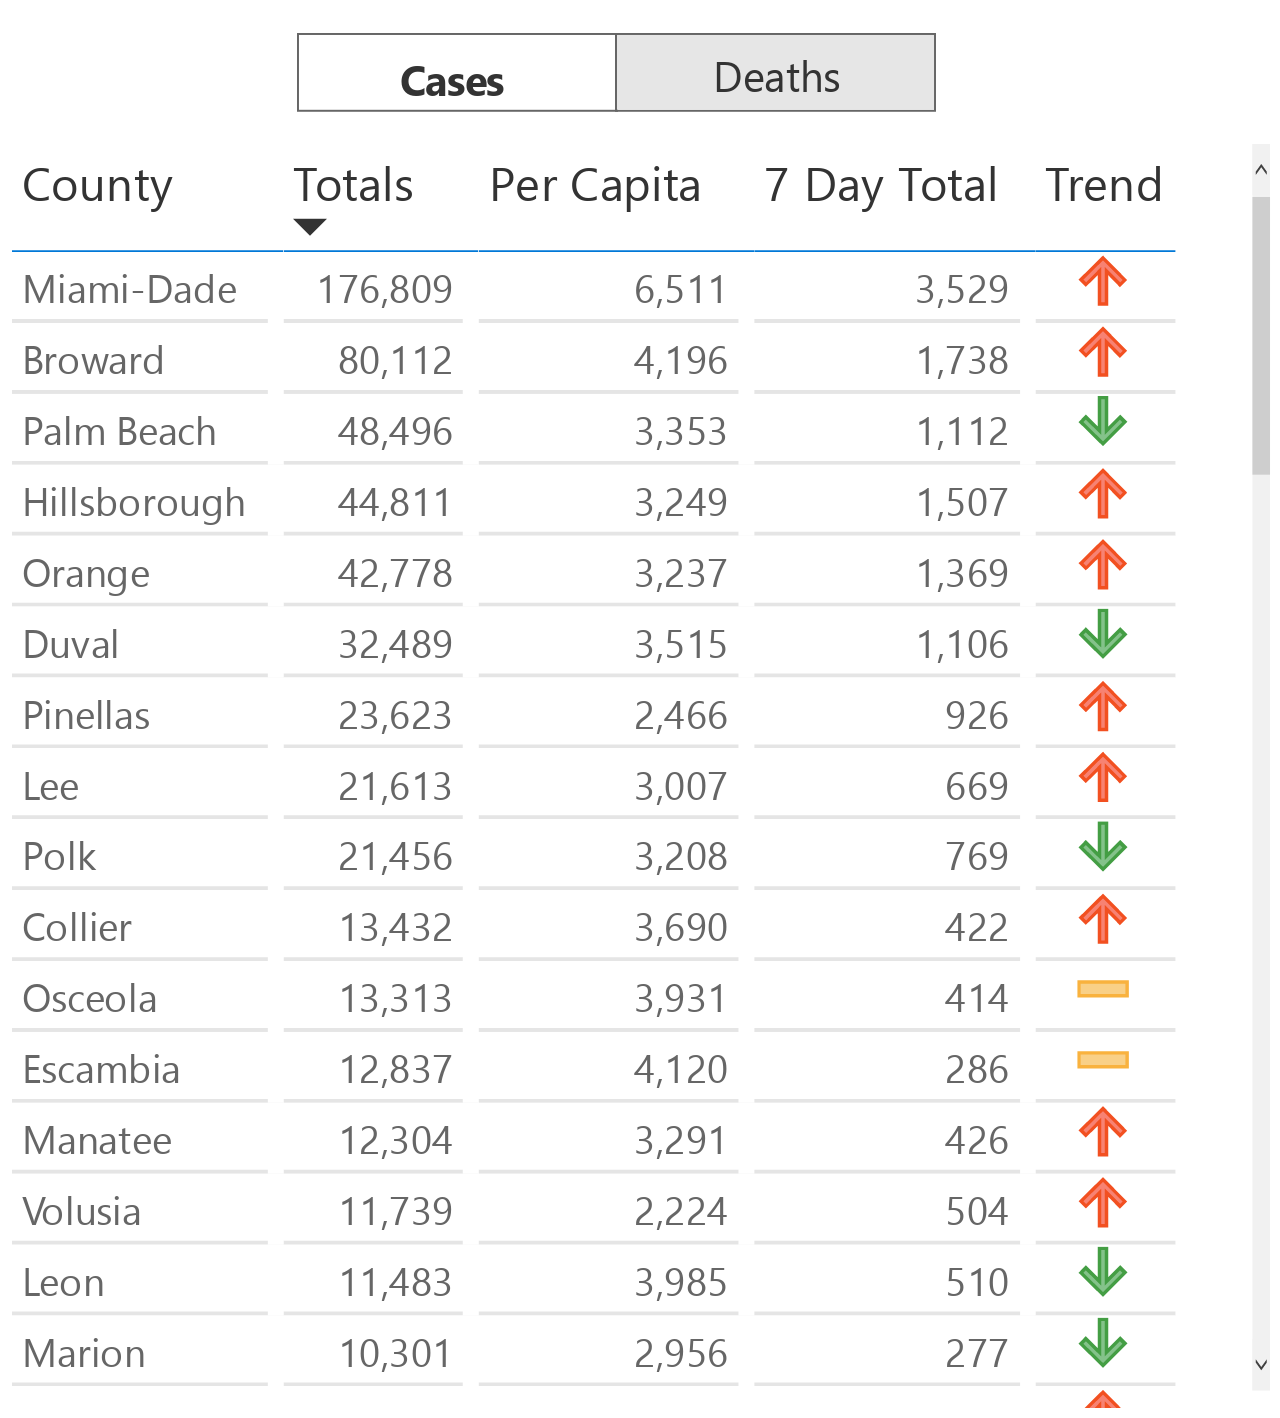 Cases Deaths
County Totals Per Capita 7 Day Total Trend
Miami-Dade 176,809 6,511 3,529
Broward 80,112 4,196 1,738
Palm Beach 48,496 3,353 1,112
Hillsborough 44,811 3,249 1,507
Orange 42,778 3,237 1,369
Duval 32,489 3,515 1,106
Pinellas 23,623 2,466 926
Lee 21,613 3,007 669
Polk 21,456 3,208 769
Collier 13,432 3,690 422
Osceola 13,313 3,931 414
Escambia 12,837 4,120 286
Manatee 12,304 3,291 426
Volusia 11,739 2,224 504
Leon 11,483 3,985 510
Marion 10,301 2,956 277